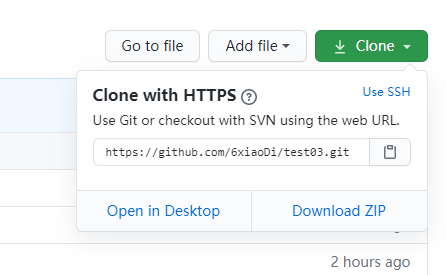 Go to file
Add file
Clone
Clone with HTTPS
Use SSH
Use Git or checkout with SVN using the web URL.
https://github.com/6xiaoDi/test03.git
Open in Desktop
Download ZIP
2 hours ago